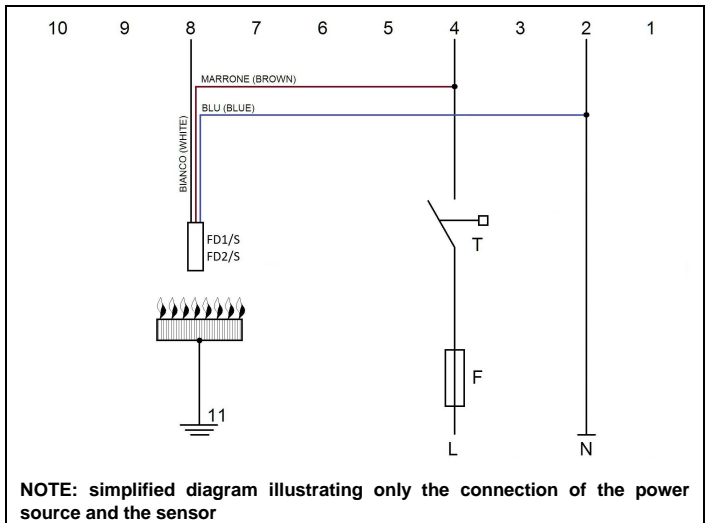 10 9 8 7 6 5 4 3 2 1
MARRONE (BROWN)
BLU (BLUE)
BIANCO (WHITE)
FD1/S
FD2/S
T
F
11
L N
NOTE: simplified diagram illustrating only the connection of the power
source and the sensor